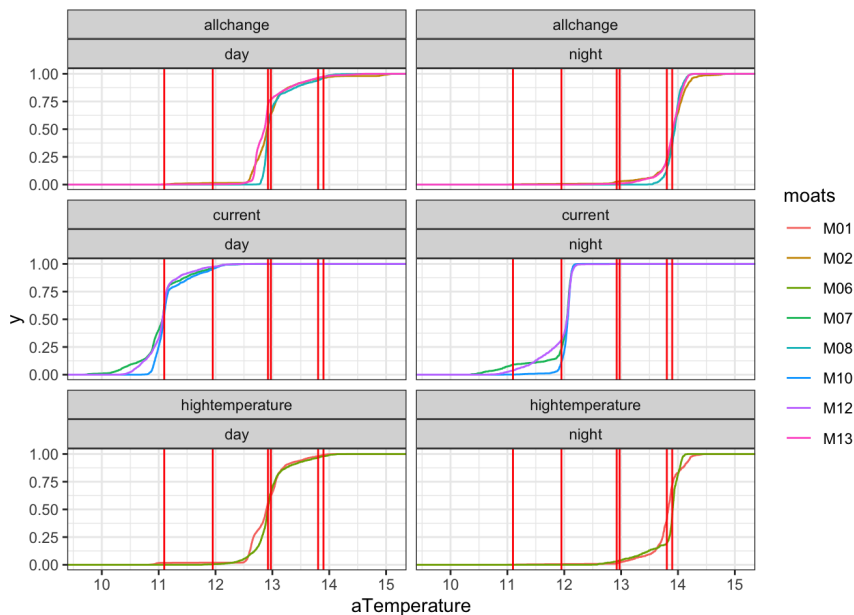 allchange allchange
day night
1.00
0.75
0.50
0.25
0.00
current current
day night
1.00
0.75
0.50
0.25
0.00
hightemperature hightemperature
day night
1.00
0.75
0.50
0.25
0.00
10 11 12 13 14 15 10 11 12 13 14 15
aTemperature
y
moats
M01
M02
M06
M07
M08
M10
M12
M13